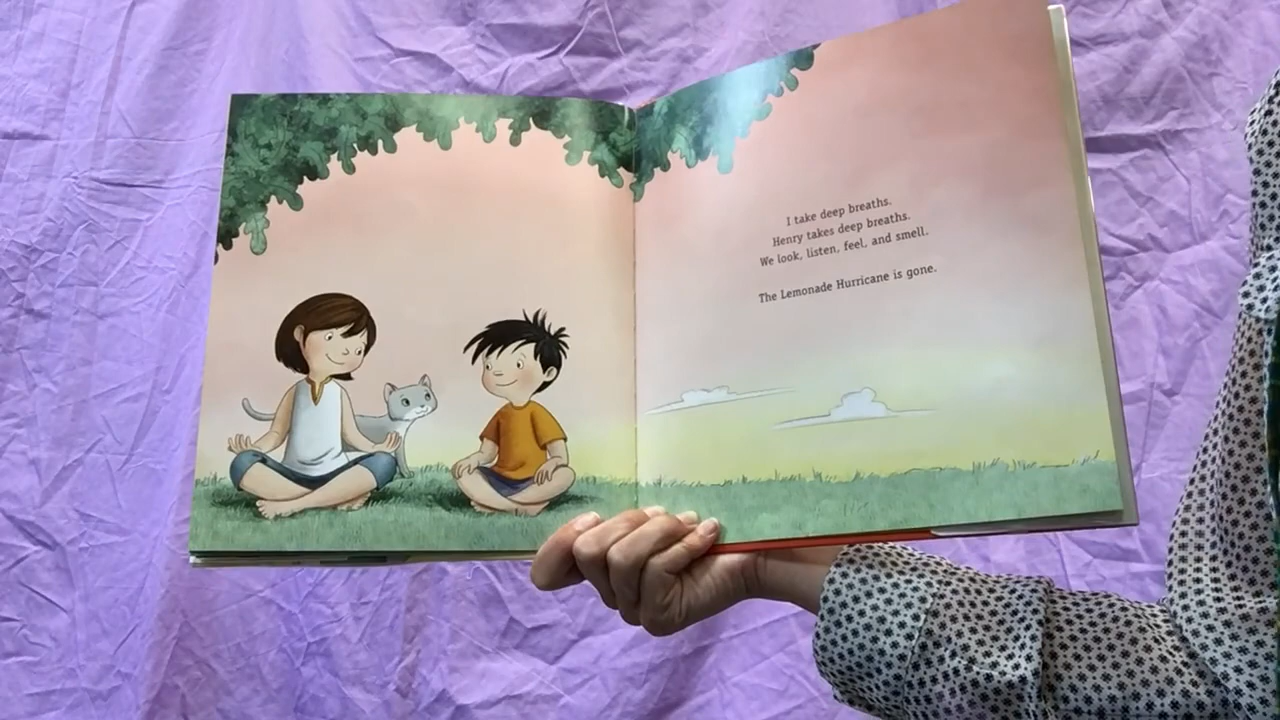 I take deep breaths.
Henry takes deep breaths.
We look, listen, feel, and smell.
The Lemonade Hurricane is gone.